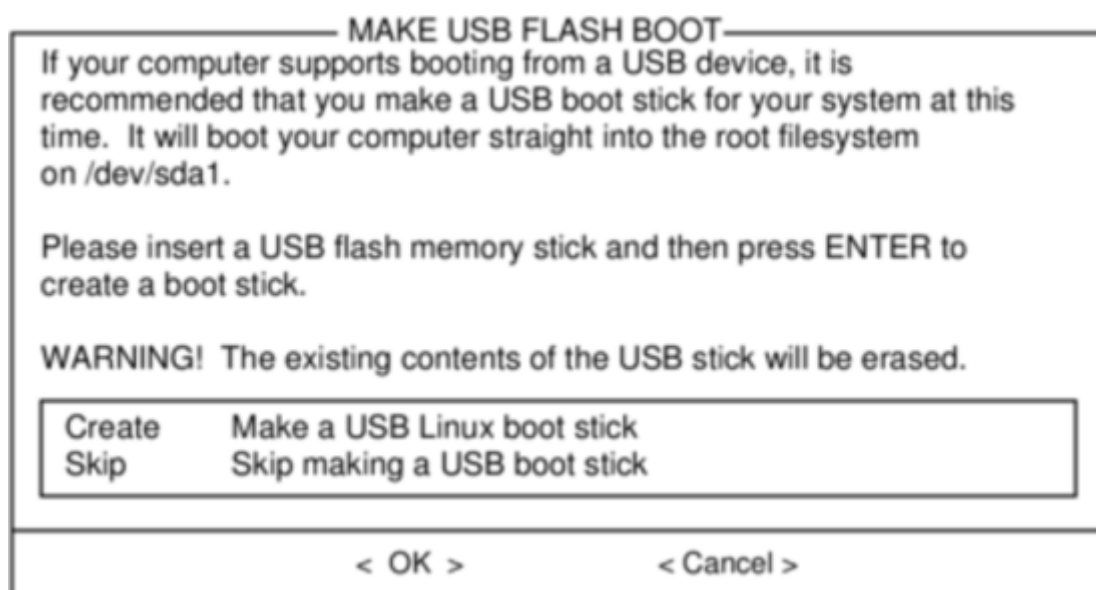 MAKE USB FLASH BOOT
If your computer supports booting from a USB device, it is
recommended that you make a USB boot stick for your system at this
time.  It will boot your computer straight into the root filesystem
on /dev/sda1.
Please insert a USB flash memory stick and then press ENTER to
create a boot stick.
WARNING!  The existing contents of the USB stick will be erased.
Create  Make a USB Linux boot stick
Skip  Skip making a USB boot stick
< OK >  < Cancel >